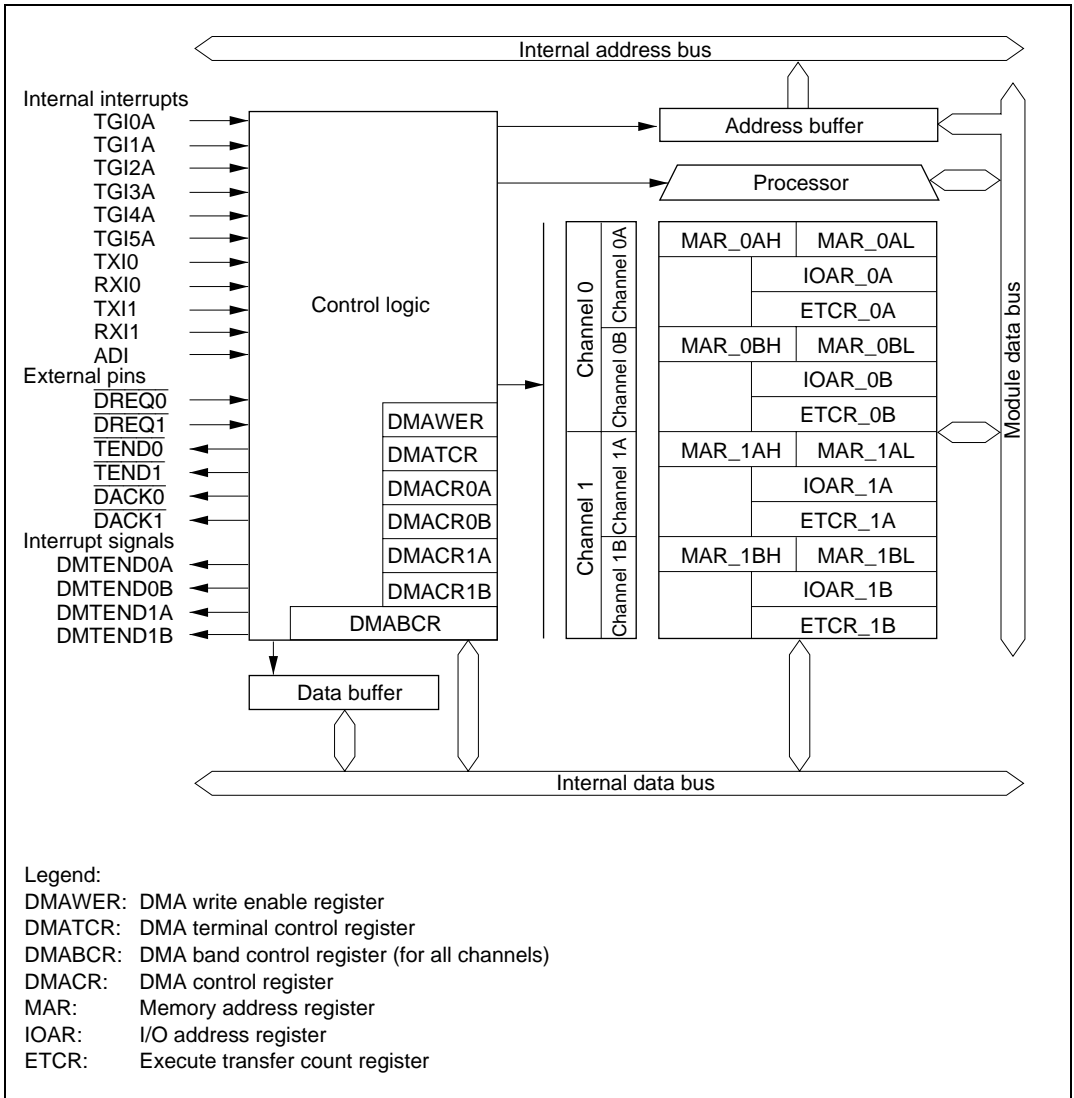 Internal address bus
Internal interrupts
TGI0A
TGI1A
TGI2A
TGI3A
TGI4A
TGI5A
TXI0
RXI0
TXI1
RXI1
ADI
External pins
DREQ0
DREQ1
TEND0
TEND1
DACK0
DACK1
Interrupt signals
DMTEND0A
DMTEND0B
DMTEND1A
DMTEND1B
Control logic
DMAWER
DMATCR
DMACR0A
DMACR0B
DMACR1A
DMACR1B
DMABCR
Data buffer
Address buffer
Processor
Channel 0
Channel 0A
Channel 0B
Channel 1
Channel 1A
Channel 1B
MAR_0AH MAR_0AL
IOAR_0A
ETCR_0A
MAR_0BH MAR_0BL
IOAR_0B
ETCR_0B
MAR_1AH MAR_1AL
IOAR_1A
ETCR_1A
MAR_1BH MAR_1BL
IOAR_1B
ETCR_1B
Module data bus
Internal data bus
Legend:
DMAWER: DMA write enable register
DMATCR: DMA terminal control register
DMABCR: DMA band control register (for all channels)
DMACR: DMA control register
MAR: Memory address register
IOAR: I/O address register
ETCR: Execute transfer count register